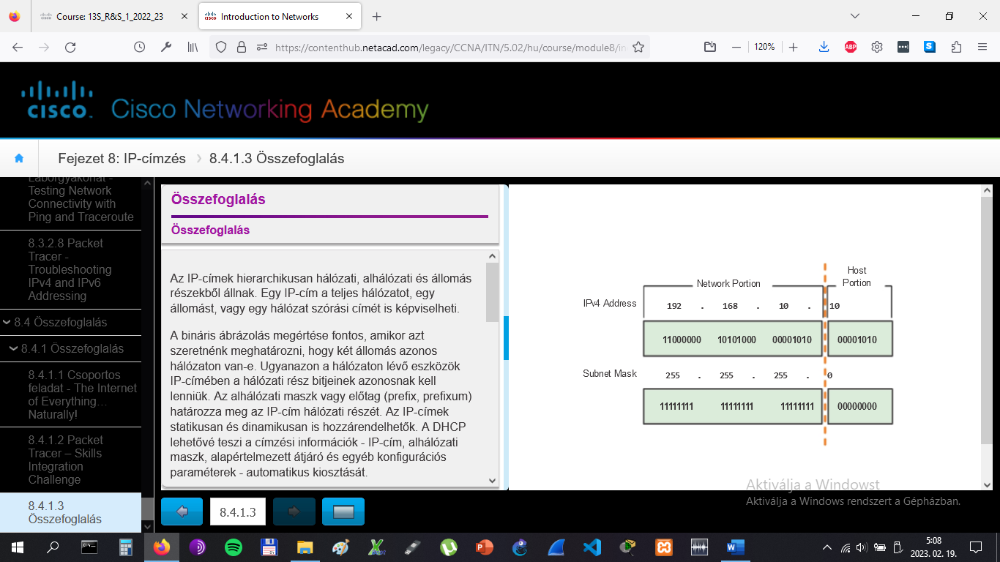 Course: 13S_R&S_1_2022_23
Introduction to Networks
https://contenthub.netacad.com/legacy/CCNA/ITN/5.02/hu/course/module8/in
120%
ABP
CISCO
Cisco Networking Academy
Fejezet 8: IP-címzés
8.4.1.3 Összefoglalás
Laborgyakorlat -
Testing Network
Connectivity with
Ping and Traceroute
8.3.2.8 Packet
Tracer -
Troubleshooting
IPv4 and IPv6
Addressing
8.4 Összefoglalás
8.4.1 Összefoglalás
8.4.1.1 Csoportos
feladat - The Internet
of Everything…
Naturally!
8.4.1.2 Packet
Tracer – Skills
Integration
Challenge
8.4.1.3
Összefoglalás
Összefoglalás
Összefoglalás
Az IP-címek hierarchikusan hálózati, alhálózati és állomás
részekből állnak. Egy IP-cím a teljes hálózatot, egy
állomást, vagy egy hálózat szórási címét is képviselheti.
A bináris ábrázolás megértése fontos, amikor azt
szeretnénk meghatározni, hogy két állomás azonos
hálózaton van-e. Ugyanazon a hálózaton lévő eszközök
IP-címében a hálózati rész bitjeinek azonosnak kell
lenniük. Az alhálózati maszk vagy előtag (prefix, prefixum)
határozza meg az IP-cím hálózati részét. Az IP-címek
statikusan és dinamikusan is hozzárendelhetők. A DHCP
lehetővé teszi a címzési információk - IP-cím, alhálózati
maszk, alapértelmezett átjáró és egyéb konfigurációs
paraméterek - automatikus kiosztását.
8.4.1.3
Network Portion
Host
Portion
IPv4 Address 192 . 168 . 10 . 10
11000000 10101000 00001010 00001010
Subnet Mask 255 . 255 . 255 . 0
11111111 11111111 11111111 00000000
Aktiválja a Windowst
Aktiválja a Windows rendszert a Gépházban.
5:08
2023. 02. 19.